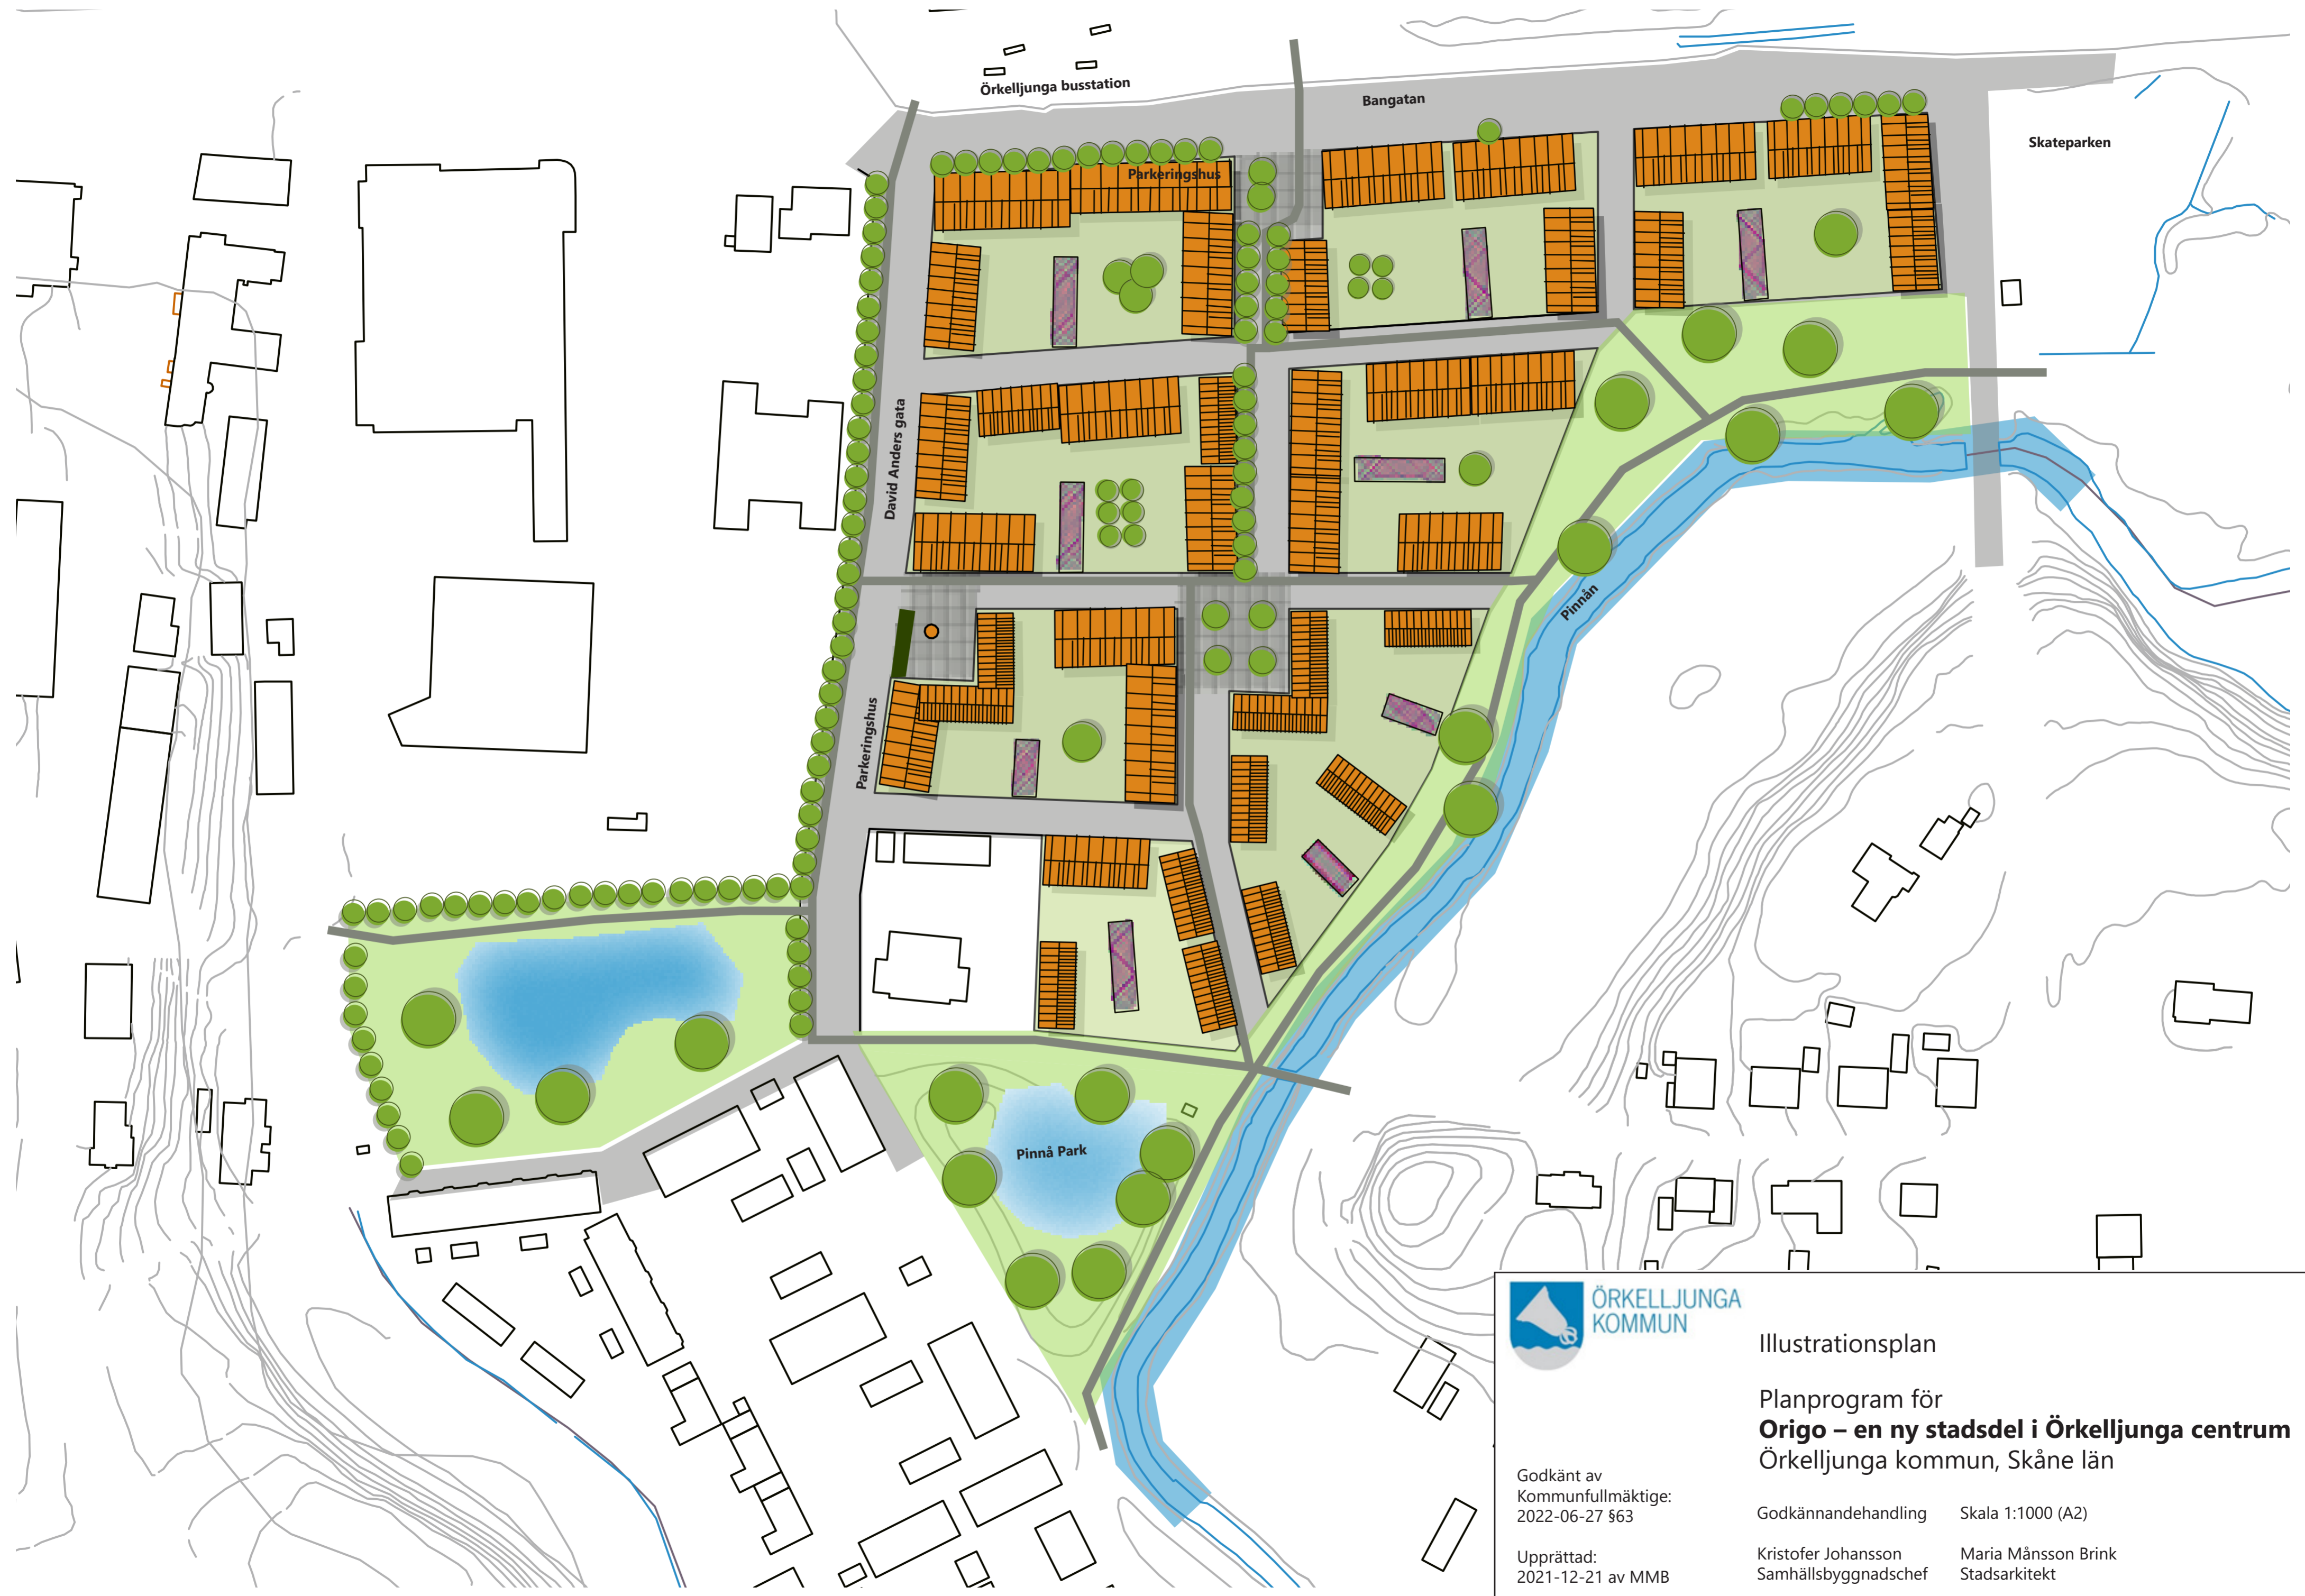 Örkelljunga busstation
Bangatan
Skateparken
Parkeringshus
David Anders gata
Pinnån
Parkeringshus
Pinnå Park
ÖRKELLJUNGA
KOMMUN
Illustrationsplan
Planprogram för
Origo – en ny stadsdel i Örkelljunga centrum
Örkelljunga kommun, Skåne län
Godkänt av
Kommunfullmäktige:
2022-06-27 §63
Godkännandehandling
Skala 1:1000 (A2)
Upprättad:
2021-12-21 av MMB
Kristofer Johansson
Samhällsbyggnadschef
Maria Månsson Brink
Stadsarkitekt